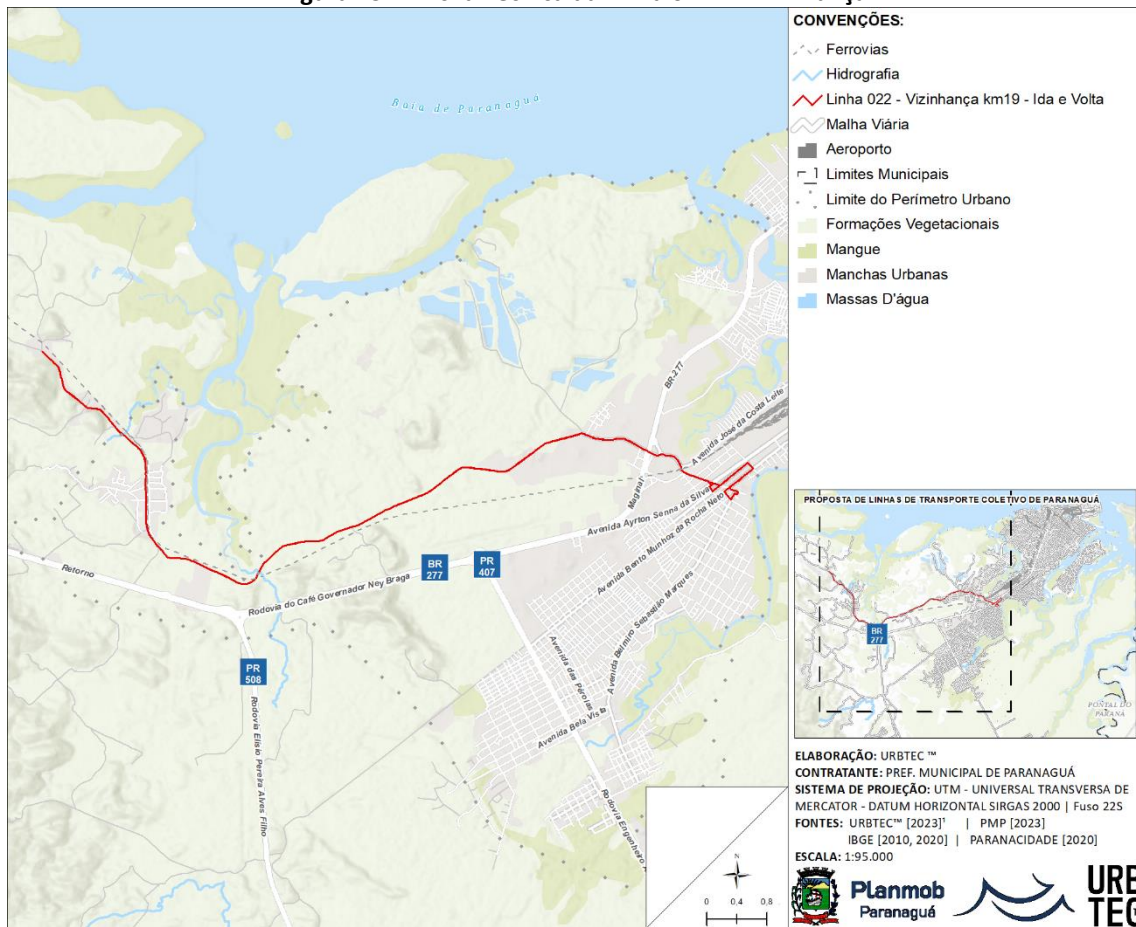 Baía de Paranaguá
BR-277
Avenida José da Costa Leite
Marginal
Avenida Ayrton Senna da Silva
Avenida Bento Munhoz da Rocha Neto
BR
277
PR
407
Retorno
Rodovia do Café Governador Ney Braga
Avenida Belmiro Sebastião Marques
PR
508
Avenida das Pérolas
Avenida Bela Vista
Rodovia Elísio Pereira Alves Filho
Rodovia Engenheiro
N
0 0,4 0,8
CONVENÇÕES:
Ferrovias
Hidrografia
Linha 022 - Vizinhança km19 - Ida e Volta
Malha Viária
Aeroporto
Limites Municipais
Limite do Perímetro Urbano
Formações Vegetacionais
Mangue
Manchas Urbanas
Massas D'água
PROPOSTA DE LINHAS DE TRANSPORTE COLETIVO DE PARANAGUÁ
BR
277
PONTAL DO
PARANÁ
ELABORAÇÃO: URBTEC ™
CONTRATANTE: PREF. MUNICIPAL DE PARANAGUÁ
SISTEMA DE PROJEÇÃO: UTM - UNIVERSAL TRANSVERSA DE
MERCATOR - DATUM HORIZONTAL SIRGAS 2000 | Fuso 22S
FONTES: URBTEC™ [2023]¹ | PMP [2023]
IBGE [2010, 2020] | PARANACIDADE [2020]
ESCALA: 1:95.000
Planmob
Paranaguá
URB
TEC